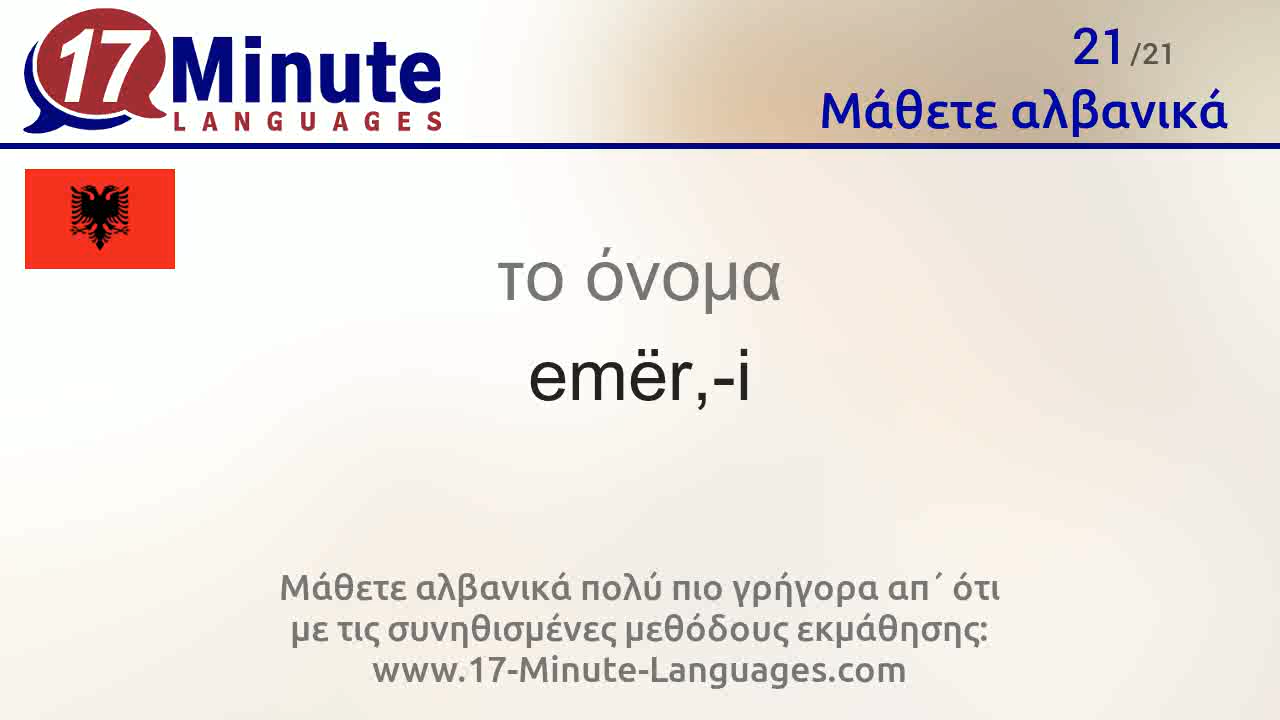 17 Minute
LANGUAGES
21/21
Μάθετε αλβανικά
το όνομα
emër,-i
Μάθετε αλβανικά πολύ πιο γρήγορα απ΄ ότι
με τις συνηθισμένες μεθόδους εκμάθησης:
www.17-Minute-Languages.com